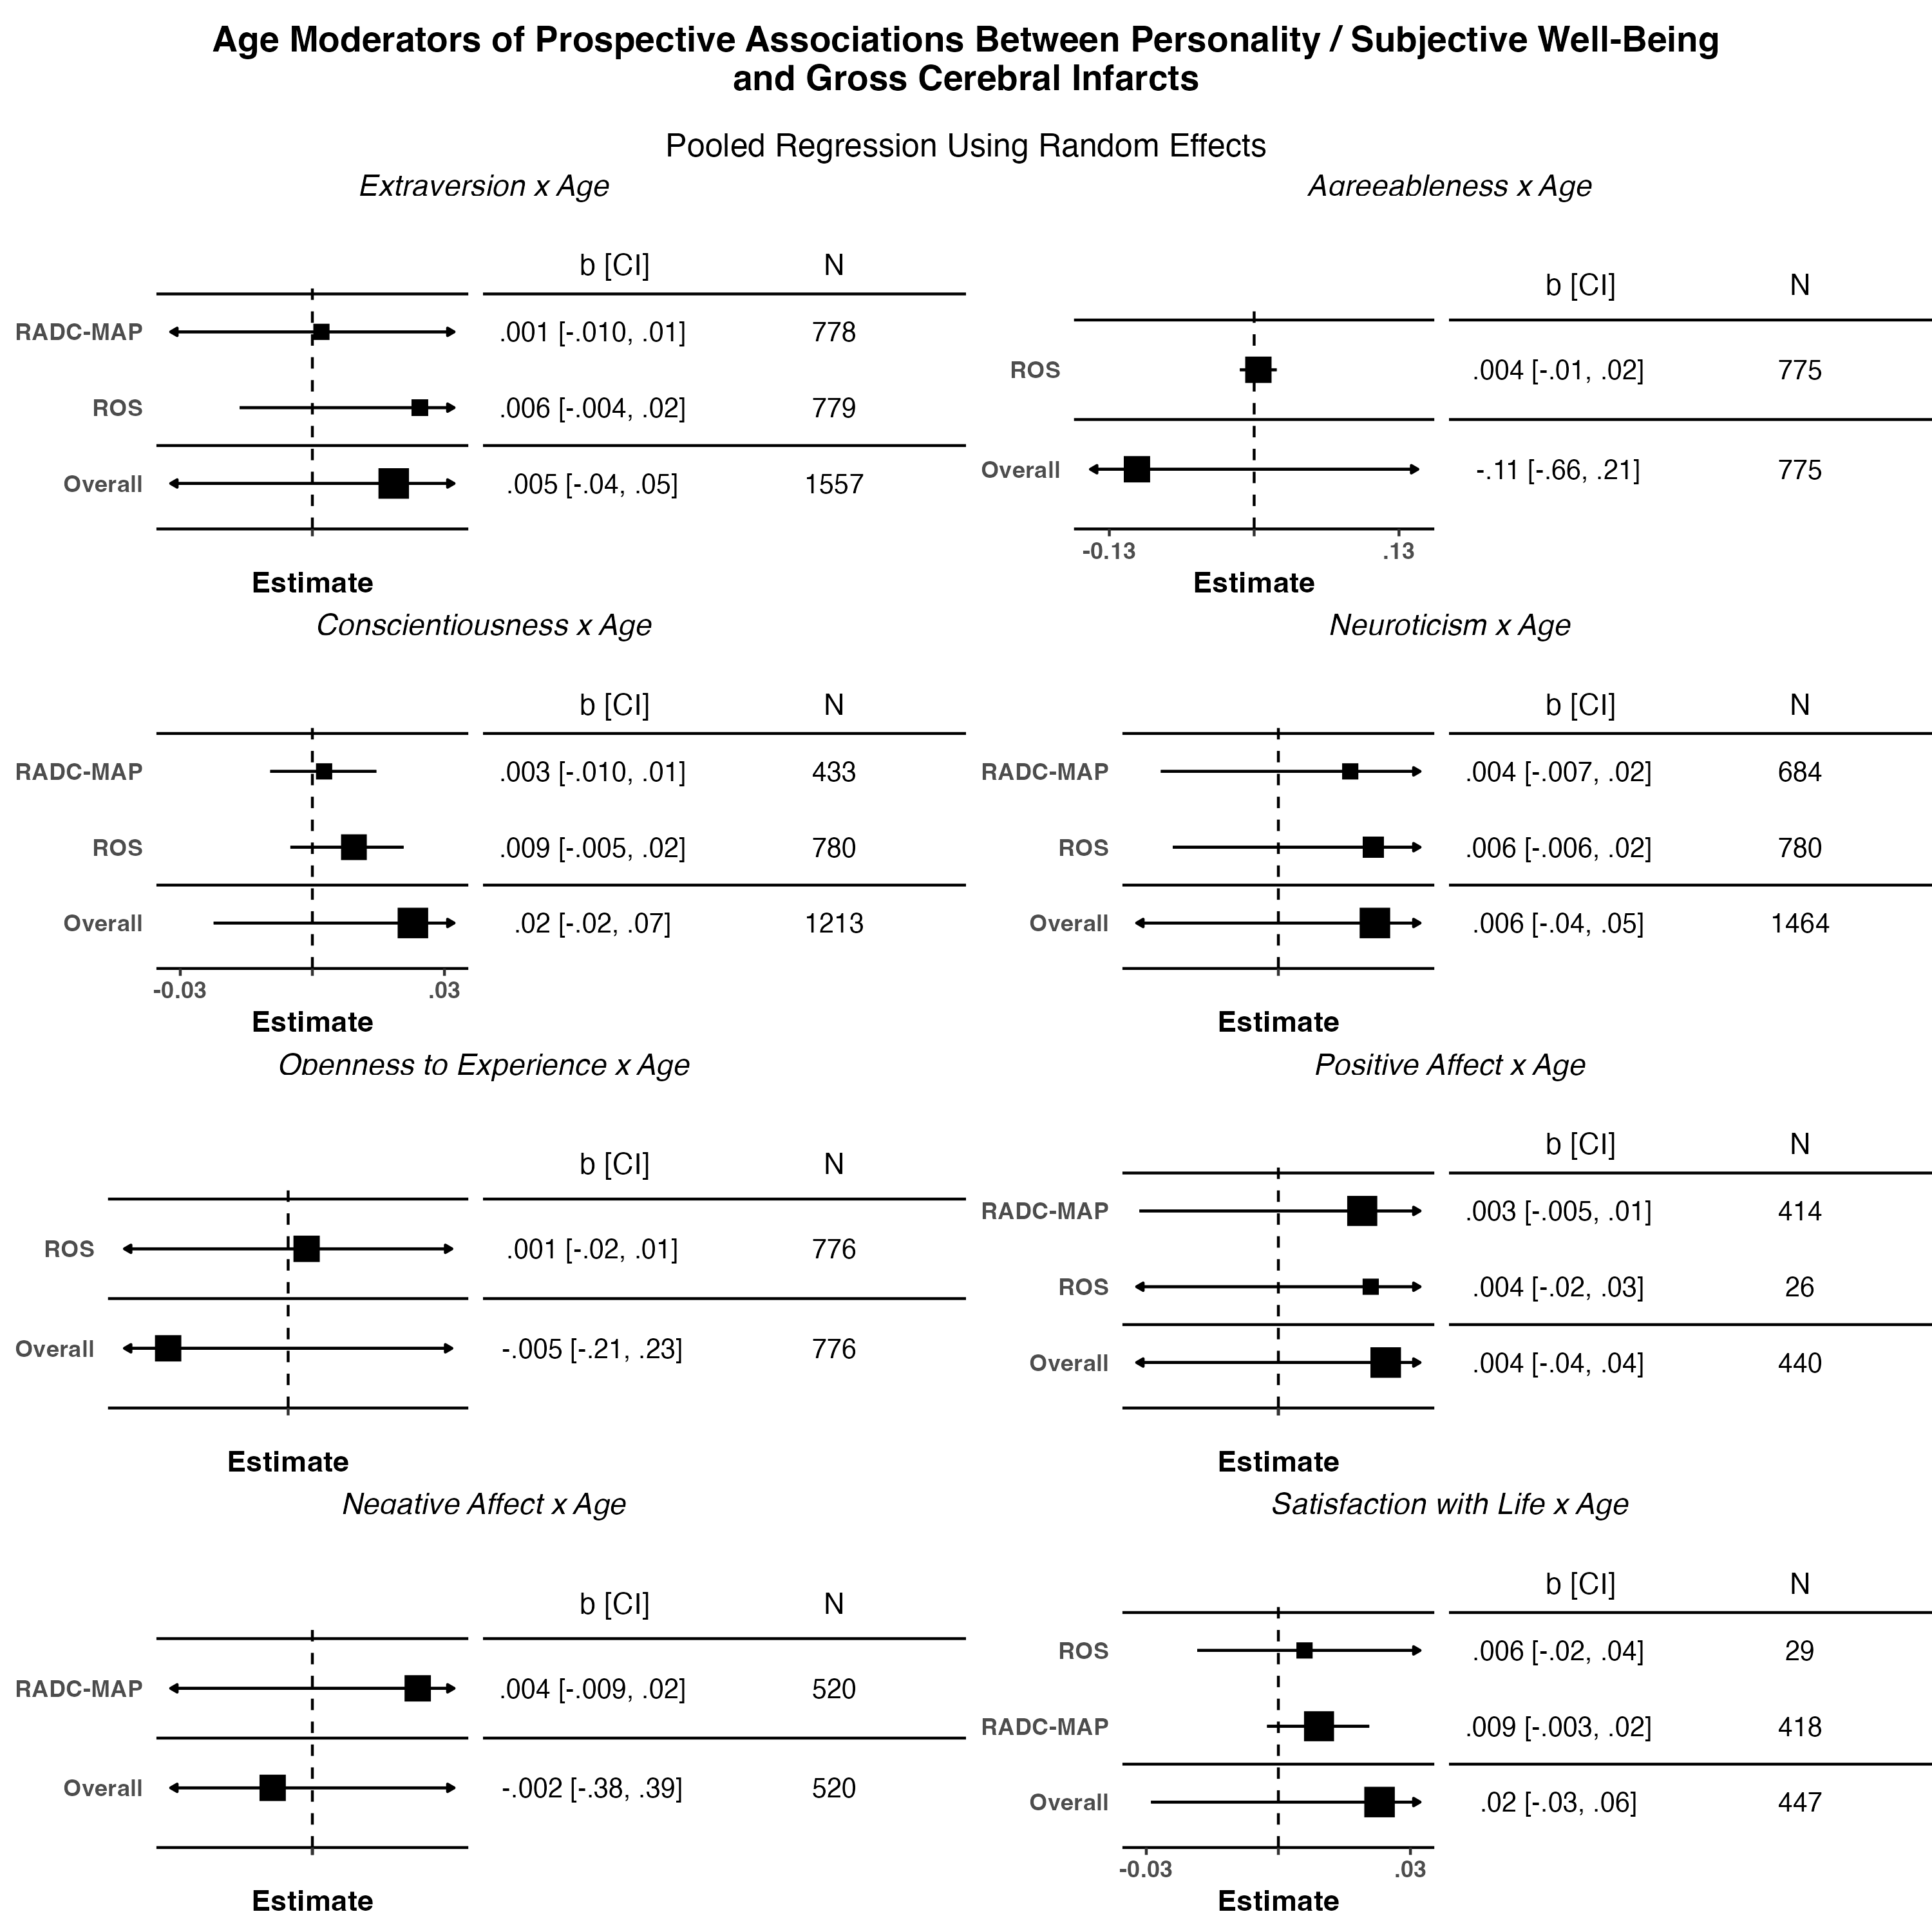 Age Moderators of Prospective Associations Between Personality / Subjective Well-Being
and Gross Cerebral Infarcts
Pooled Regression Using Random Effects
Extraversion x Age
b [CI] N
RADC-MAP .001 [-.010, .01] 778
ROS .006 [-.004, .02] 779
Overall .005 [-.04, .05] 1557
Estimate
Agreeableness x Age
b [CI] N
ROS .004 [-.01, .02] 775
Overall -.11 [-.66, .21] 775
-0.13 .13
Estimate
Conscientiousness x Age
b [CI] N
RADC-MAP .003 [-.010, .01] 433
ROS .009 [-.005, .02] 780
Overall .02 [-.02, .07] 1213
-0.03 .03
Estimate
Neuroticism x Age
b [CI] N
RADC-MAP .004 [-.007, .02] 684
ROS .006 [-.006, .02] 780
Overall .006 [-.04, .05] 1464
Estimate
Openness to Experience x Age
b [CI] N
ROS .001 [-.02, .01] 776
Overall -.005 [-.21, .23] 776
Estimate
Positive Affect x Age
b [CI] N
RADC-MAP .003 [-.005, .01] 414
ROS .004 [-.02, .03] 26
Overall .004 [-.04, .04] 440
Estimate
Negative Affect x Age
b [CI] N
RADC-MAP .004 [-.009, .02] 520
Overall -.002 [-.38, .39] 520
Estimate
Satisfaction with Life x Age
b [CI] N
ROS .006 [-.02, .04] 29
RADC-MAP .009 [-.003, .02] 418
Overall .02 [-.03, .06] 447
-0.03 .03
Estimate